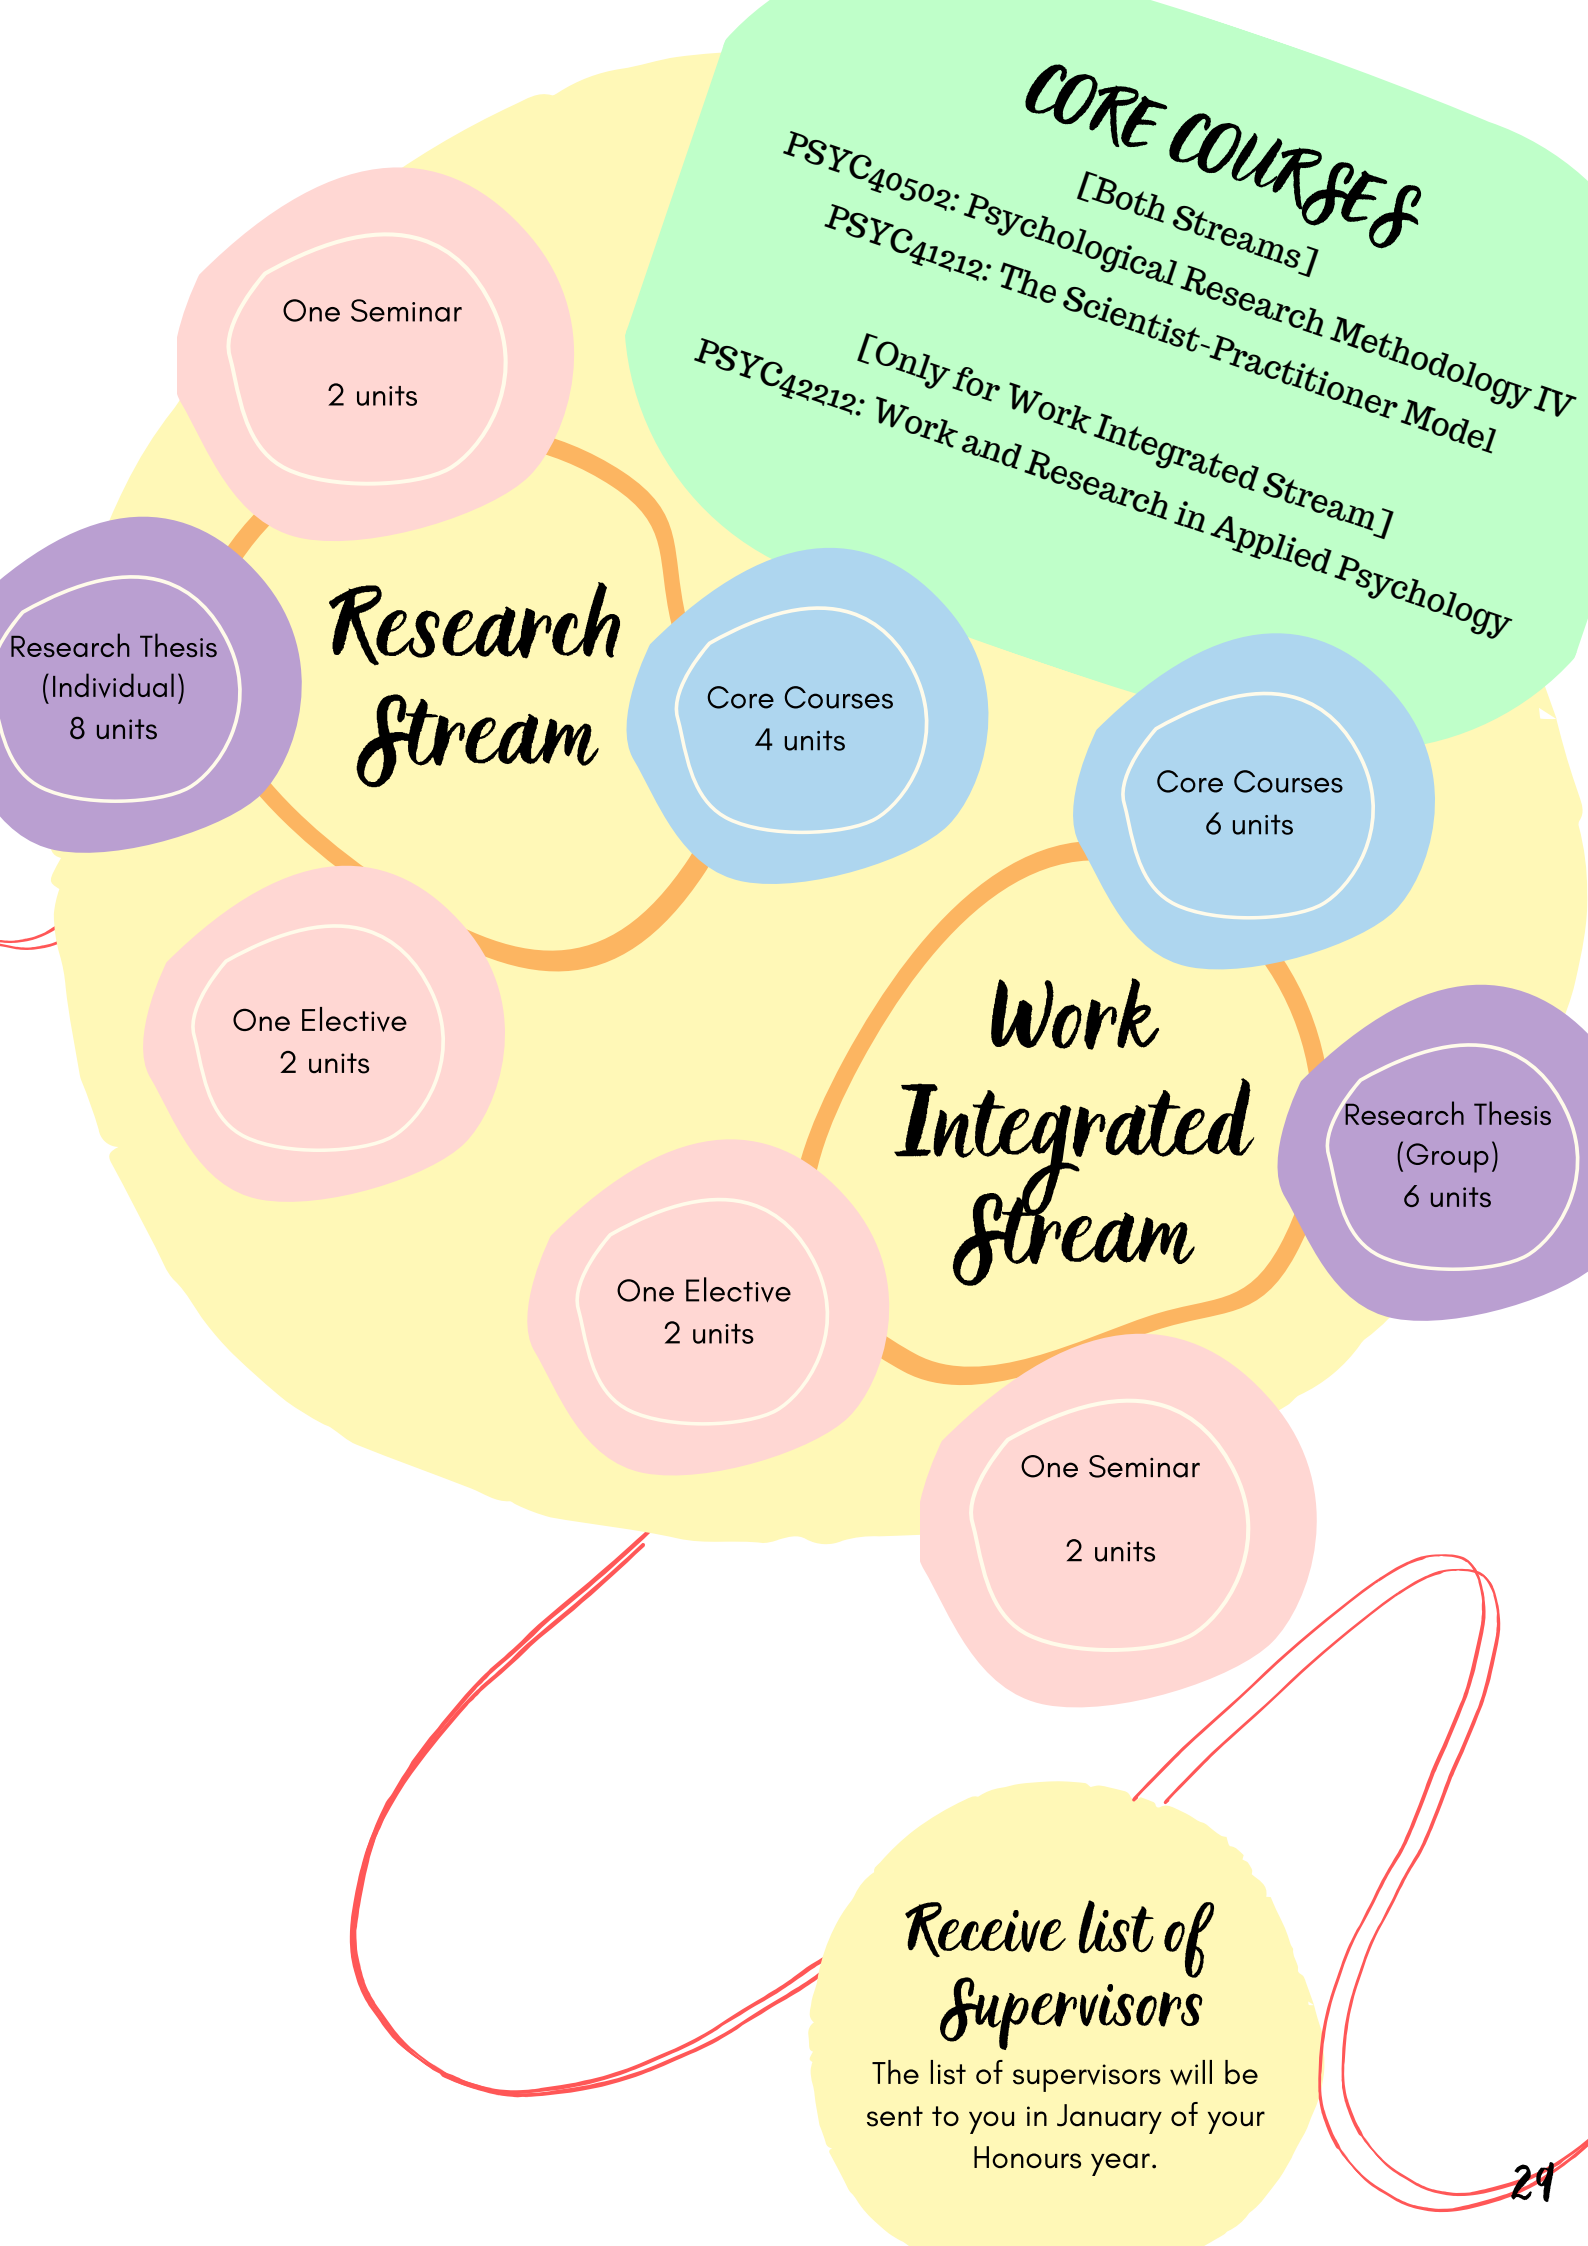 CORE COURSES
[Both Streams]
PSYC40502: Psychological Research Methodology IV
PSYC41212: The Scientist-Practitioner Model
[Only for Work Integrated Stream]
PSYC42212: Work and Research in Applied Psychology
One Seminar
2 units
Research Thesis
(Individual)
8 units
Research
Stream
Core Courses
4 units
One Elective
2 units
Core Courses
6 units
Work
Integrated
Stream
Research Thesis
(Group)
6 units
One Elective
2 units
One Seminar
2 units
Receive list of
Supervisors
The list of supervisors will be
sent to you in January of your
Honours year.
29